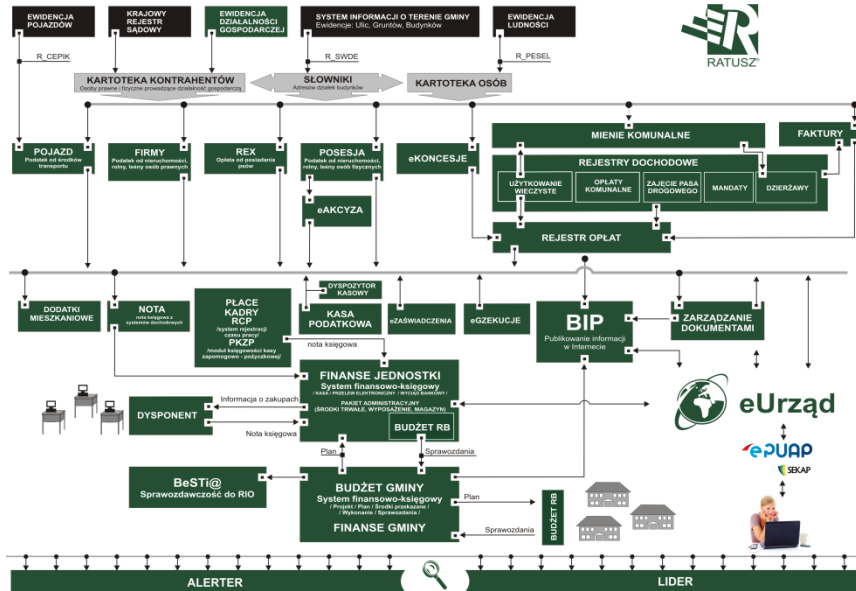 EWIDENCJA
POJAZDÓW
KRAJOWY
REJESTR
SĄDOWY
EWIDENCJA
DZIAŁALNOŚCI
GOSPODARCZEJ
SYSTEM INFORMACJI O TERENIE GMINY
Ewidencje: Ulic, Gruntów, Budynków
EWIDENCJA
LUDNOŚCI
RATUSZ®
R_CEPIK
R_SWDE
R_PESEL
KARTOTEKA KONTRAHENTÓW
Osoby prawne i fizyczne prowadzące działalność gospodarczą
SŁOWNIKI
Adresów działek budynków
KARTOTEKA OSÓB
POJAZD
Podatek od środków
transportu
FIRMY
Podatek od nieruchomości,
rolny, leśny osób prawnych
REX
Opłata od posiadania
psów
POSESJA
Podatek od nieruchomości,
rolny, leśny osób fizycznych
eKONCESJE
MIENIE KOMUNALNE
FAKTURY
REJESTRY DOCHODOWE
UŻYTKOWANIE
WIECZYSTE
OPŁATY
KOMUNALNE
ZAJĘCIE PASA
DROGOWEGO
MANDATY
DZIERŻAWY
eAKCYZA
REJESTR OPŁAT
DODATKI
MIESZKANIOWE
NOTA
nota księgowa z
systemów dochodowych
PŁACE
KADRY
RCP
/system rejestracji
czasu pracy/
PKZP
/moduł księgowości kasy
zapomogowo - pożyczkowej/
DYSPOZYTOR
KASOWY
KASA
PODATKOWA
eZAŚWIADCZENIA
eGZEKUCJE
BIP
Publikowanie informacji
w Internecie
ZARZĄDZANIE
DOKUMENTAMI
nota księgowa
FINANSE JEDNOSTKI
System finansowo-księgowy
/ KASA / PRZELEW ELEKTRONICZNY / WYCIĄG BANKOWY /
PAKIET ADMINISTRACYJNY
(ŚRODKI TRWAŁE, WYPOSAŻENIE, MAGAZYN)
BUDŻET RB
Informacja o zakupach
DYSPONENT
Nota księgowa
Plan
Sprawozdania
eUrząd
ePUAP
SEKAP
BeSTi@
Sprawozdawczość do RIO
BUDŻET GMINY
System finansowo-księgowy
/ Projekt / Plan / Środki przekazane /
/ Wykonanie / Sprawozdania /
FINANSE GMINY
Plan
Sprawozdania
BUDŻET RB
ALERTER
LIDER